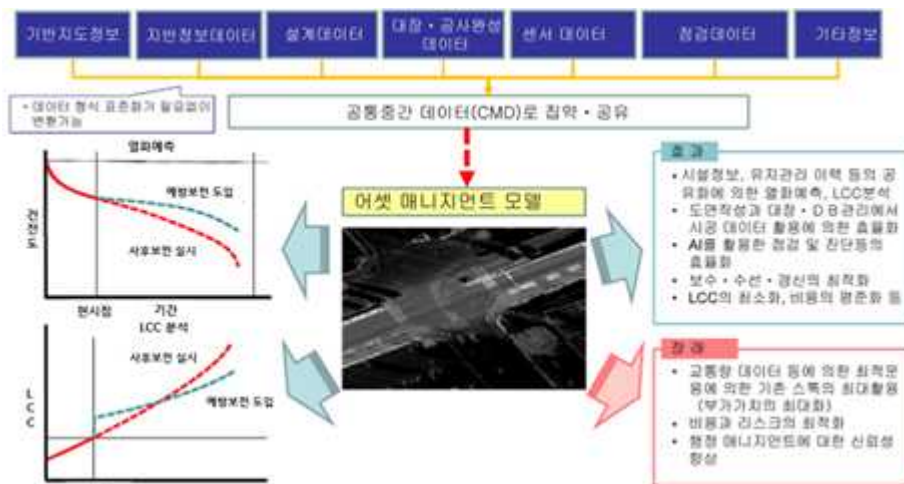 기반지도정보
지반정보데이터
설계데이터
대장・공사완성
데이터
센서 데이터
점검데이터
기타정보
・데이터 형식 표준화가 필요없이
변환가능
공통중간 데이터(CMD)로 집약・공유
열화예측
예방보전 도입
사후보전 실시
현시점
기간
어셋 매니지먼트 모델
LCC 분석
사후보전 실시
예방보전 도입
LCC
효 과
• 시설정보, 유지관리 이력 등의 공
유화에 의한 열화예측, LCC분석
• 도면작성과 대장・DB관리에서
시공 데이터 활용에 의한 효율화
• AI를 활용한 점검 및 진단등의
효율화
• 보수・수선・갱신의 최적화
• LCC의 최소화, 비용의 평준화 등
장 래
• 교통량 데이터 등에 의한 최적운
용에 의한 기존 스톡의 최대활용
(부가가치의 최대화)
• 비용과 리스크의 최적화
• 행정 매니지먼트에 대한 신뢰성
향상